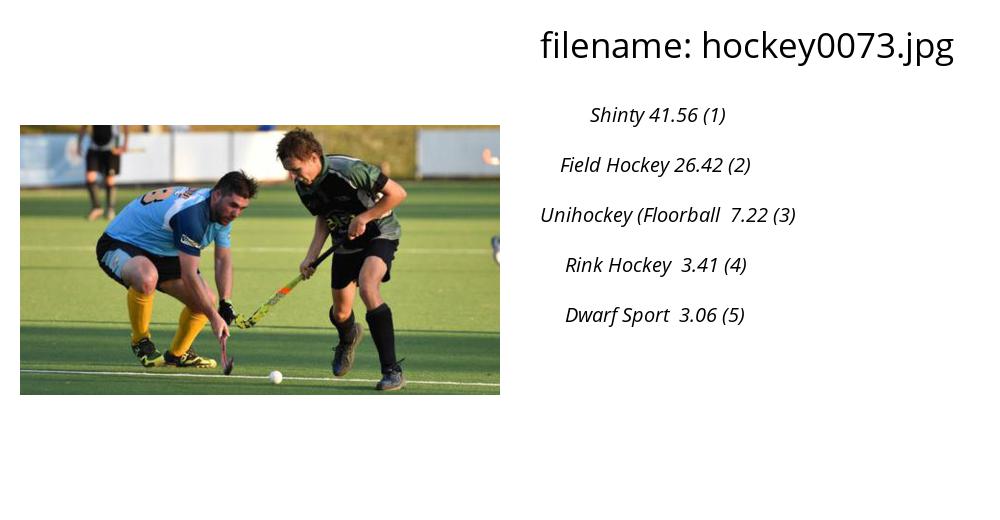 filename: hockey0073.jpg
Shinty 41.56 (1)
Field Hockey 26.42 (2)
Unihockey (Floorball  7.22 (3)
Rink Hockey  3.41 (4)
Dwarf Sport  3.06 (5)